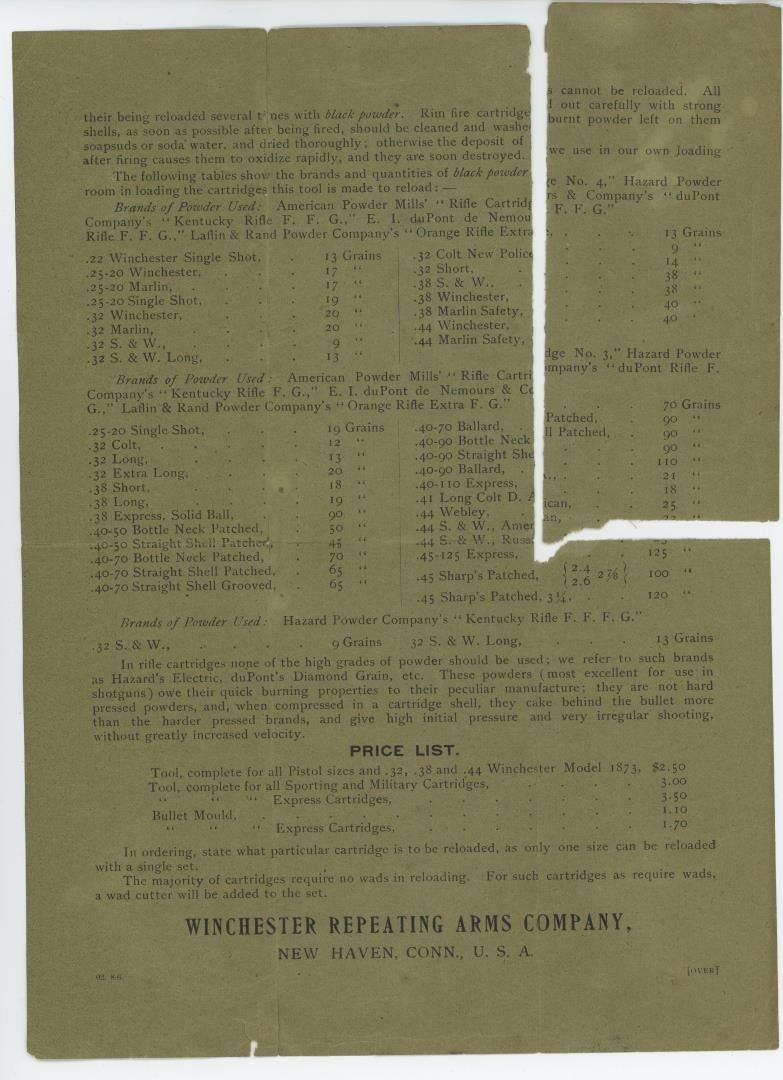 their being reloaded several times with black powder. Rim fire cartridges cannot be reloaded. All
shells, as soon as possible after being fired, should be cleaned and washed out carefully with strong
soapsuds or soda water, and dried thoroughly; otherwise the deposit of burnt powder left on them
after firing causes them to oxidize rapidly, and they are soon destroyed.
The following tables show the brands and quantities of black powder we use in our own loading
room in loading the cartridges this tool is made to reload:—
Brands of Powder Used: American Powder Mills' "Rifle Cartridge No. 4," Hazard Powder
Company's "Kentucky Rifle F. F. G.," E. I. duPont de Nemours & Company's "duPont
Rifle F. F. G.," Laflin & Rand Powder Company's "Orange Rifle Extra F. F. G."
.22 Winchester Single Shot, . 13 Grains .32 Colt New Police, . . . 13 Grains
.25-20 Winchester, . . . 17 " .32 Short, . . . . 9 "
.25-20 Marlin, . . . . 17 " .38 S. & W., . . . 14 "
.25-20 Single Shot, . . . 19 " .38 Winchester, . . . 38 "
.32 Winchester, . . . . 20 " .38 Marlin Safety, . . . 38 "
.32 Marlin, . . . . 20 " .44 Winchester, . . . 40 "
.32 S. & W., . . . . 9 " .44 Marlin Safety, . . . 40 "
.32 S. & W. Long, . . . 13 "
Brands of Powder Used: American Powder Mills' "Rifle Cartridge No. 3," Hazard Powder
Company's "Kentucky Rifle F. G.," E. I. duPont de Nemours & Company's "duPont Rifle F.
G.," Laflin & Rand Powder Company's "Orange Rifle Extra F. G."
.25-20 Single Shot, . . . 19 Grains .40-70 Ballard, . . . . 70 Grains
.32 Colt, . . . . 12 " .40-90 Bottle Neck Patched, . . 90 "
.32 Long, . . . . 13 " .40-90 Straight Shell Patched, . 90 "
.32 Extra Long, . . . . 20 " .40-90 Ballard, . . . 90 "
.38 Short, . . . . 18 " .40-110 Express, . . . 110 "
.38 Long, . . . . 19 " .41 Long Colt D. A., . . . 21 "
.38 Express, Solid Ball, . . 90 " .44 Webley, . . . 18 "
.40-50 Bottle Neck Patched, . . 50 " .44 S. & W., American, . . 25 "
.40-50 Straight Shell Patched, . 45 " .44 S. & W., Russian, . . 23 "
.40-70 Bottle Neck Patched, . . 70 " .45-125 Express, . . . 125 "
.40-70 Straight Shell Patched, . 65 " .45 Sharp's Patched, {2.4 2.6 2⅞} 100 "
.40-70 Straight Shell Grooved, . 65 " .45 Sharp's Patched, 3¼, . . 120 "
Brands of Powder Used: Hazard Powder Company's "Kentucky Rifle F. F. F. G."
.32 S. & W., . . . . 9 Grains 32 S. & W. Long, . . . 13 Grains
In rifle cartridges none of the high grades of powder should be used; we refer to such brands
as Hazard's Electric, duPont's Diamond Grain, etc. These powders (most excellent for use in
shotguns) owe their quick burning properties to their peculiar manufacture; they are not hard
pressed powders, and, when compressed in a cartridge shell, they cake behind the bullet more
than the harder pressed brands, and give high initial pressure and very irregular shooting,
without greatly increased velocity.
PRICE LIST.
Tool, complete for all Pistol sizes and .32, .38 and .44 Winchester Model 1873, $2.50
Tool, complete for all Sporting and Military Cartridges, . . . . 3.00
" " " Express Cartridges, . . . . . . 3.50
Bullet Mould, . . . . . . . . . 1.10
" " " Express Cartridges, . . . . . . 1.70
In ordering, state what particular cartridge is to be reloaded, as only one size can be reloaded
with a single set.
The majority of cartridges require no wads in reloading. For such cartridges as require wads,
a wad cutter will be added to the set.
WINCHESTER REPEATING ARMS COMPANY,
NEW HAVEN, CONN., U. S. A.
02. 8-6. [OVER]